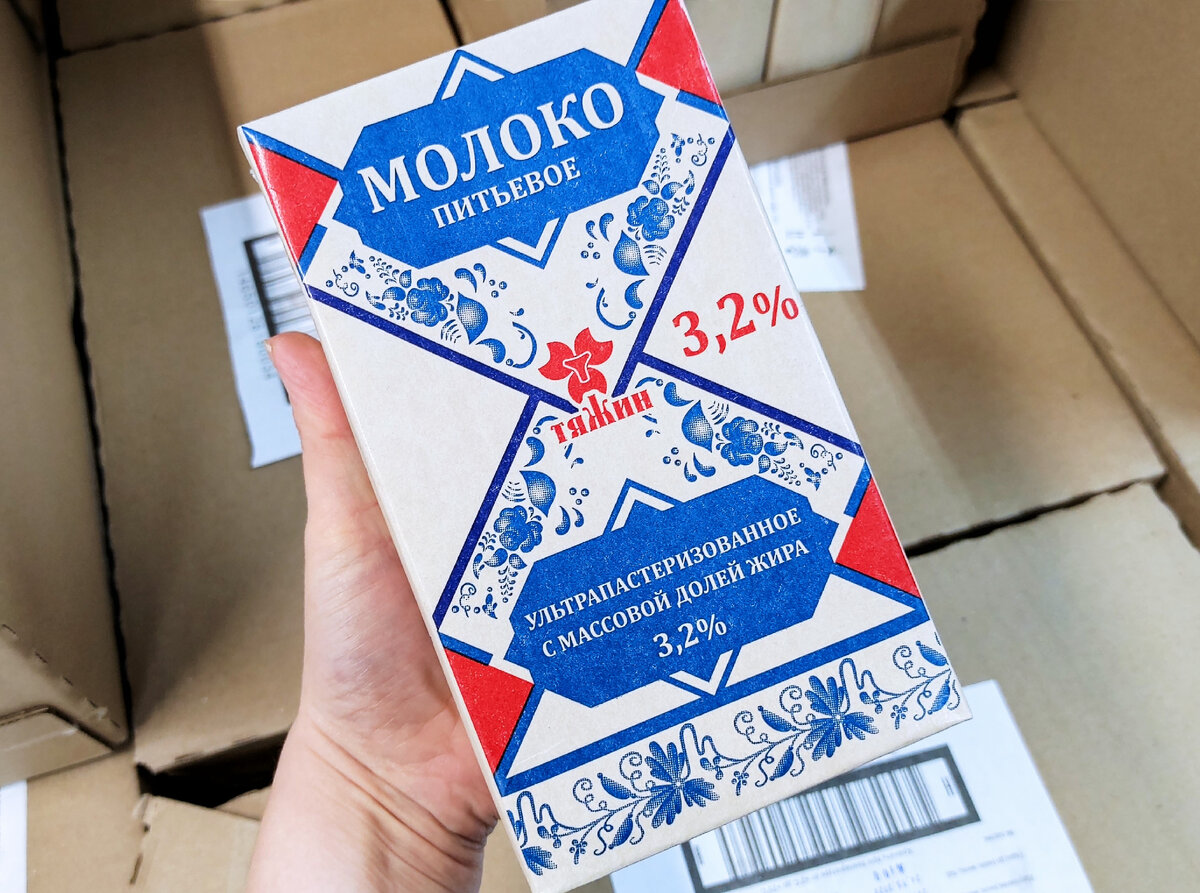 МОЛОКО
ПИТЬЕВОЕ
3,2%
тяжин
УЛЬТРАПАСТЕРИЗОВАННОЕ
С МАССОВОЙ ДОЛЕЙ ЖИРА
3,2%